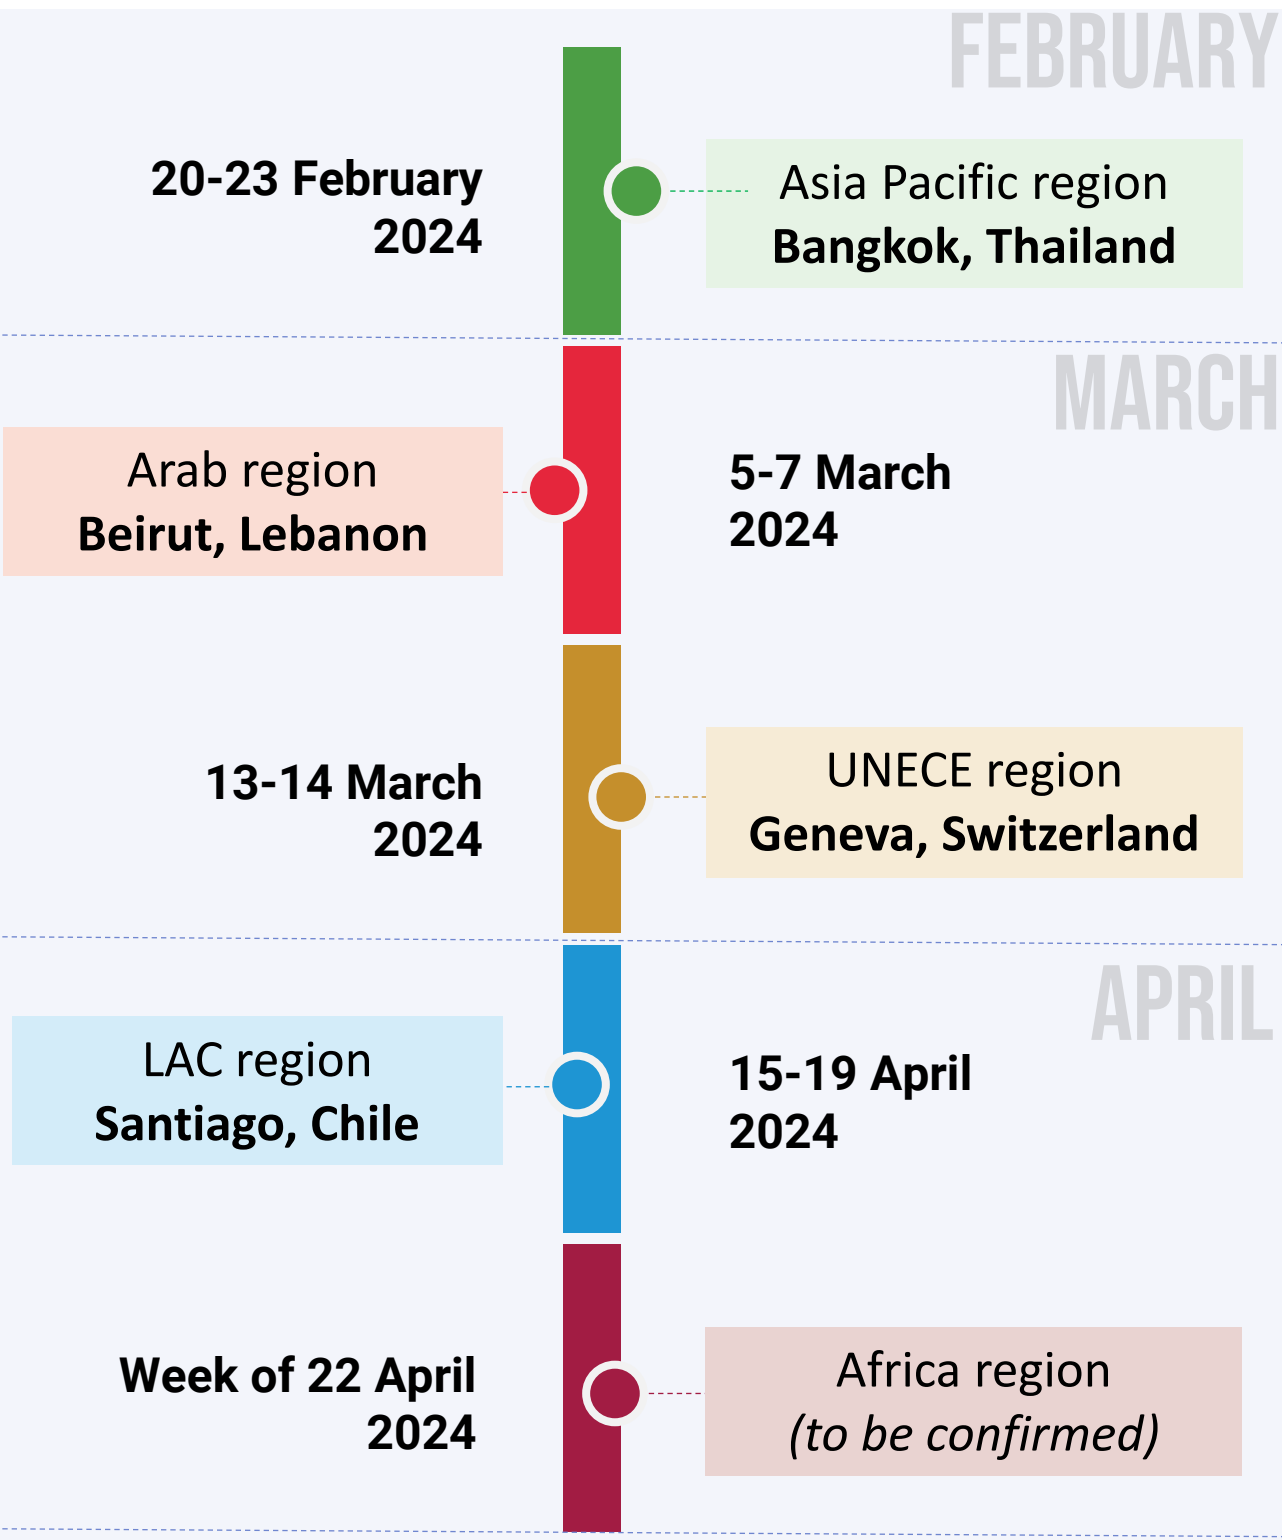 FEBRUARY
20-23 February
2024
Asia Pacific region
Bangkok, Thailand
MARCH
Arab region
Beirut, Lebanon
5-7 March
2024
13-14 March
2024
UNECE region
Geneva, Switzerland
APRIL
LAC region
Santiago, Chile
15-19 April
2024
Week of 22 April
2024
Africa region
(to be confirmed)